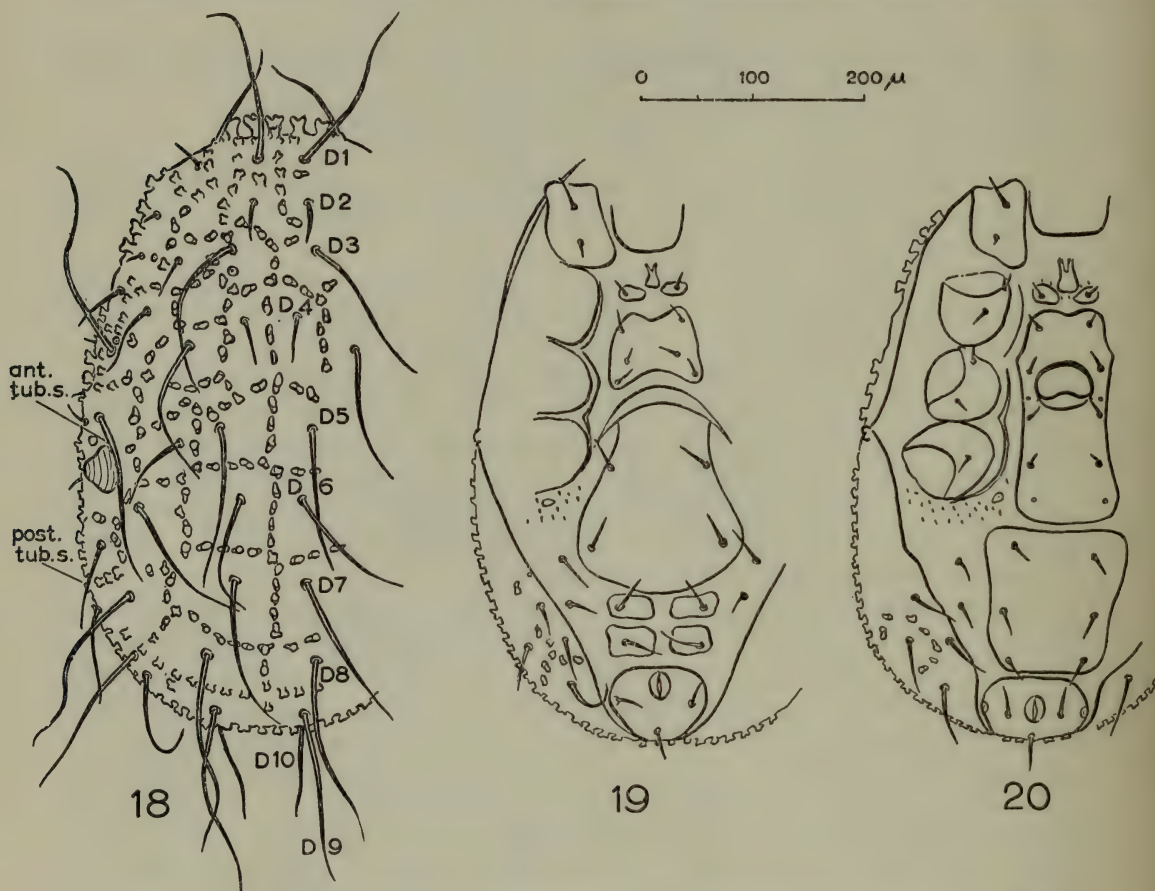 0 100 200 μ
D1
D2
D3
D4
D5
D6
D7
D8
D10
D9
ant.
tub.s.
post.
tub.s.
18
19
20